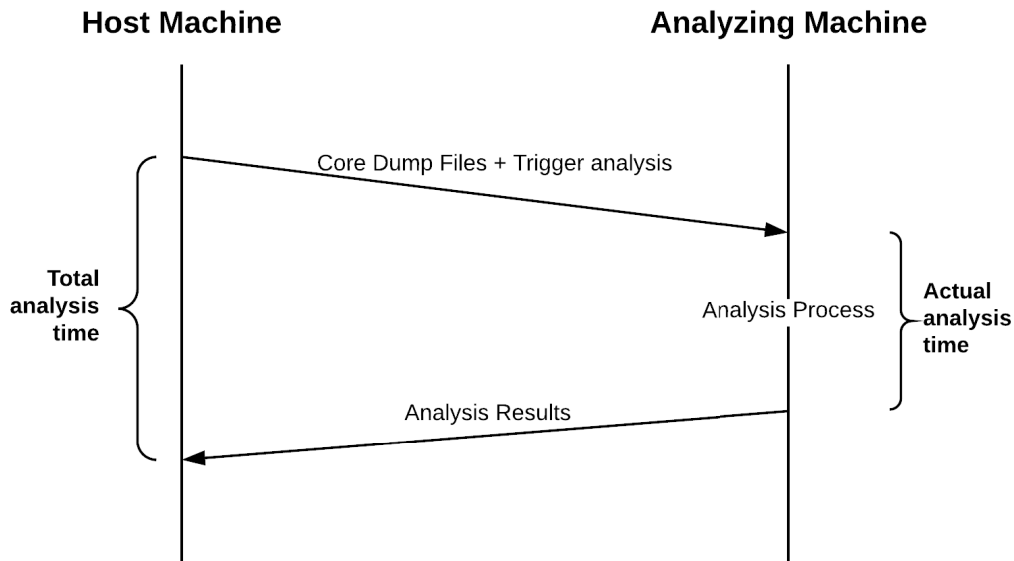 Host Machine
Analyzing Machine
Core Dump Files + Trigger analysis
Total
analysis
time
Analysis Process
Actual
analysis
time
Analysis Results